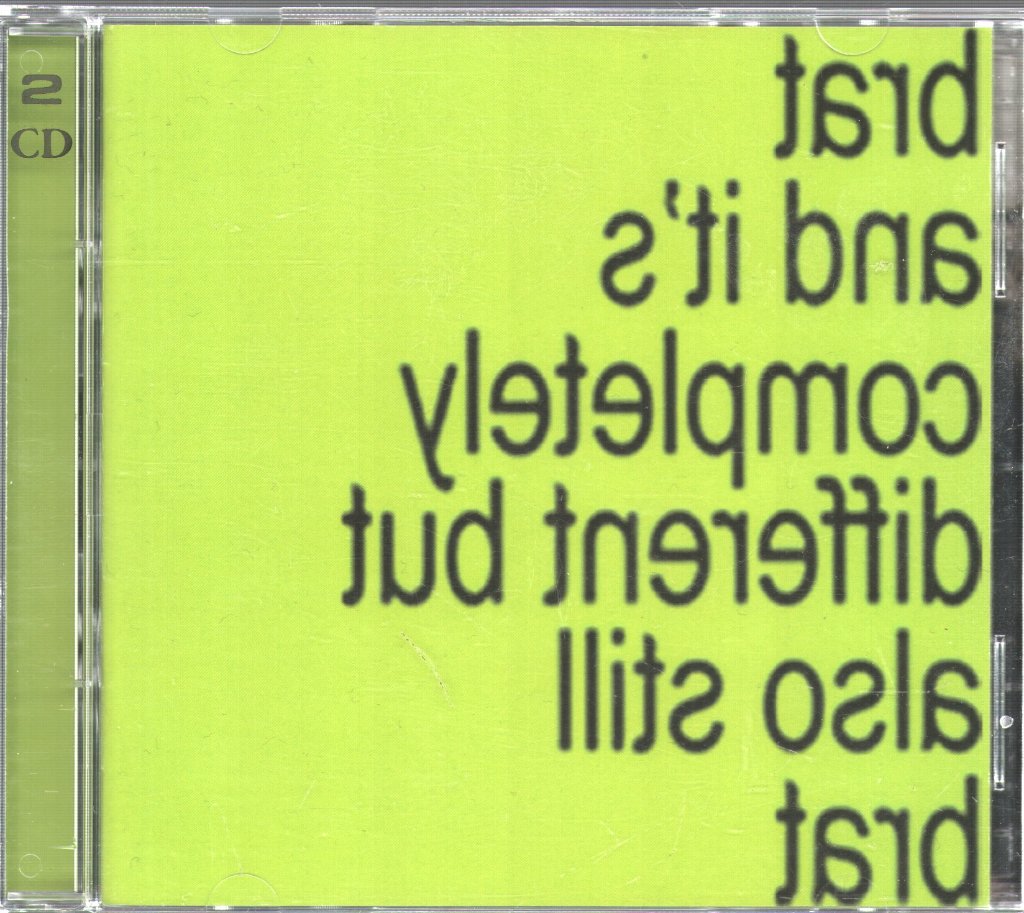 2
CD
brat
and it's
completely
different but
also still
brat